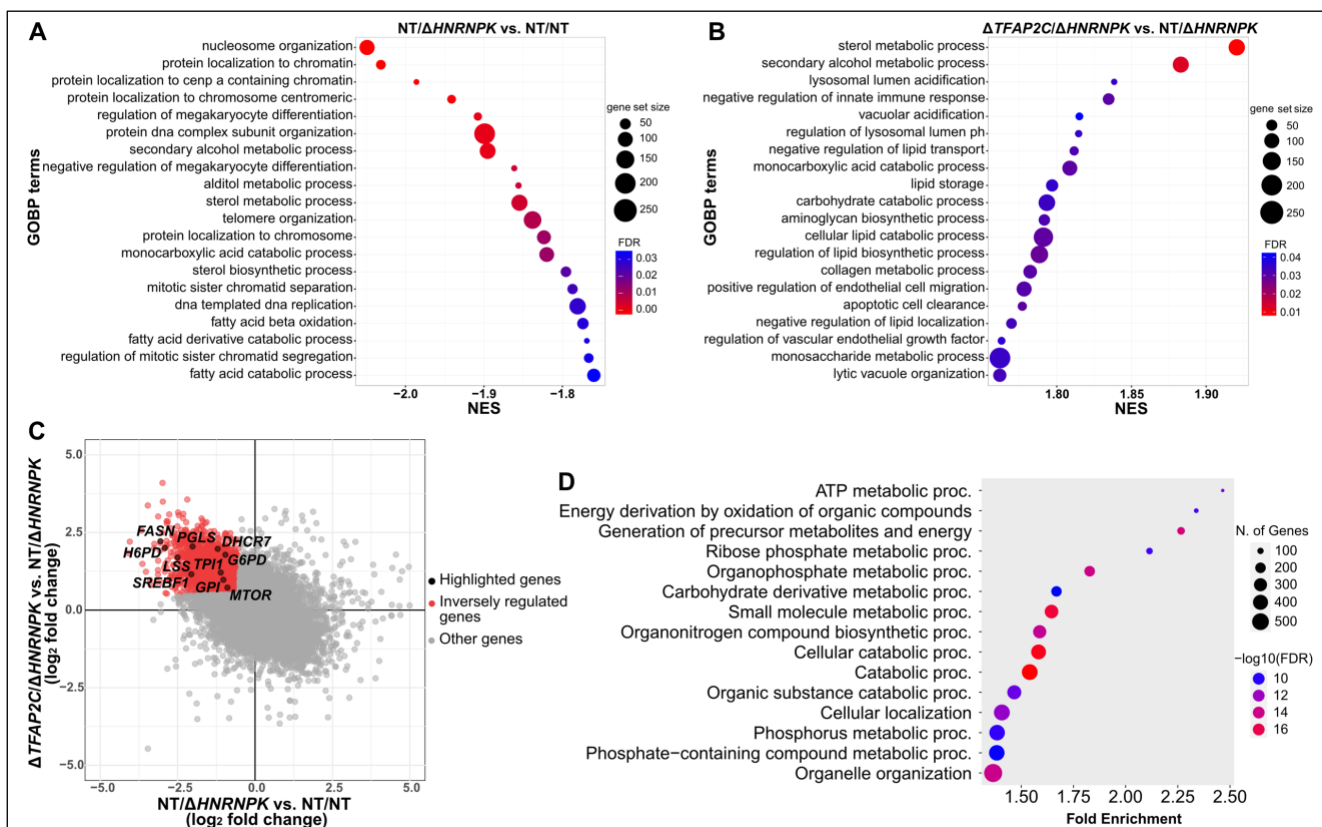 A
NT/ΔHNRNPK vs. NT/NT
GOBP terms
nucleosome organization
protein localization to chromatin
protein localization to cenp a containing chromatin
protein localization to chromosome centromeric
regulation of megakaryocyte differentiation
protein dna complex subunit organization
secondary alcohol metabolic process
negative regulation of megakaryocyte differentiation
alditol metabolic process
sterol metabolic process
telomere organization
protein localization to chromosome
monocarboxylic acid catabolic process
sterol biosynthetic process
mitotic sister chromatid separation
dna templated dna replication
fatty acid beta oxidation
fatty acid derivative catabolic process
regulation of mitotic sister chromatid segregation
fatty acid catabolic process
−2.0 −1.9 −1.8
NES
gene set size
50
100
150
200
250
FDR
0.03
0.02
0.01
0.00
B
ΔTFAP2C/ΔHNRNPK vs. NT/ΔHNRNPK
GOBP terms
sterol metabolic process
secondary alcohol metabolic process
lysosomal lumen acidification
negative regulation of innate immune response
vacuolar acidification
regulation of lysosomal lumen ph
negative regulation of lipid transport
monocarboxylic acid catabolic process
lipid storage
carbohydrate catabolic process
aminoglycan biosynthetic process
cellular lipid catabolic process
regulation of lipid biosynthetic process
collagen metabolic process
positive regulation of endothelial cell migration
apoptotic cell clearance
negative regulation of lipid localization
regulation of vascular endothelial growth factor
monosaccharide metabolic process
lytic vacuole organization
1.80 1.85 1.90
NES
gene set size
50
100
150
200
250
FDR
0.04
0.03
0.02
0.01
C
ΔTFAP2C/ΔHNRNPK vs. NT/ΔHNRNPK
(log2 fold change)
5.0
2.5
0.0
−2.5
−5.0
FASN
PGLS
DHCR7
H6PD
LSS
TPI1
G6PD
SREBF1
GPI
MTOR
−5.0 −2.5 0.0 2.5 5.0
NT/ΔHNRNPK vs. NT/NT
(log2 fold change)
Highlighted genes
Inversely regulated
genes
Other genes
D
ATP metabolic proc.
Energy derivation by oxidation of organic compounds
Generation of precursor metabolites and energy
Ribose phosphate metabolic proc.
Organophosphate metabolic proc.
Carbohydrate derivative metabolic proc.
Small molecule metabolic proc.
Organonitrogen compound biosynthetic proc.
Cellular catabolic proc.
Catabolic proc.
Organic substance catabolic proc.
Cellular localization
Phosphorus metabolic proc.
Phosphate−containing compound metabolic proc.
Organelle organization
1.50 1.75 2.00 2.25 2.50
Fold Enrichment
N. of Genes
100
200
300
400
500
−log10(FDR)
10
12
14
16